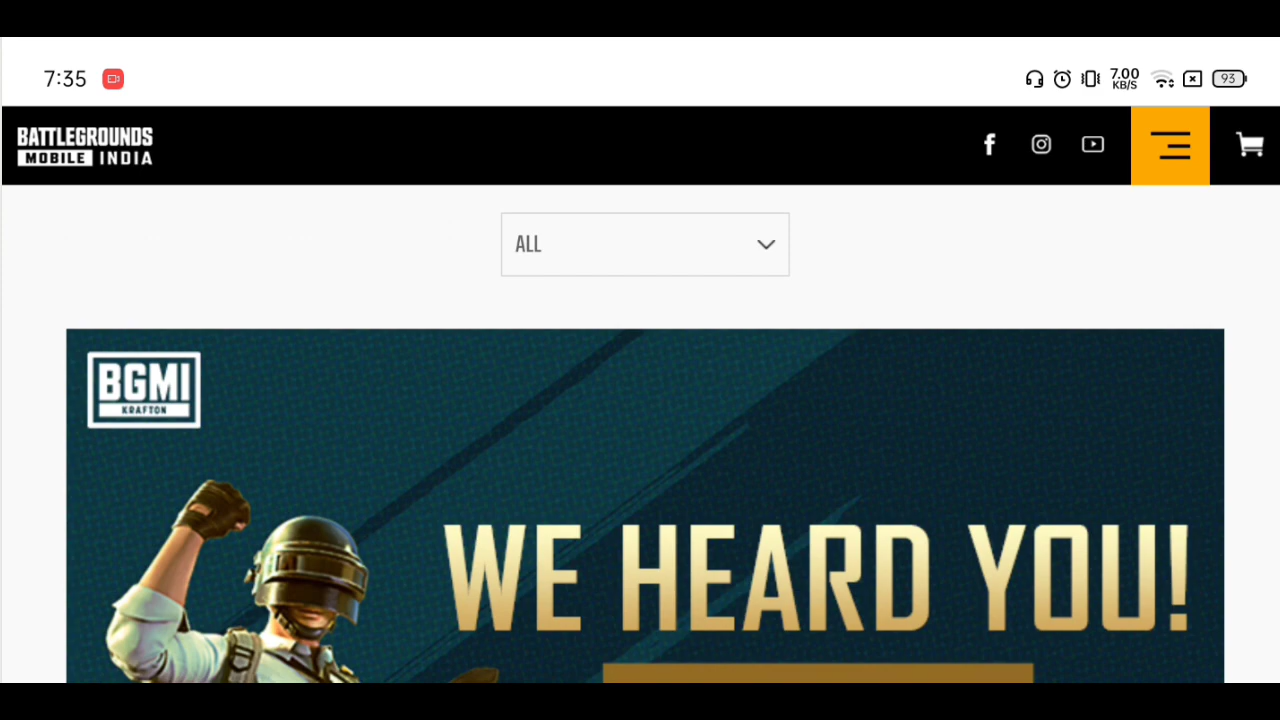 7:35
7.00
KB/S
93
BATTLEGROUNDS
MOBILE INDIA
ALL
BGMI
KRAFTON
WE HEARD YOU!